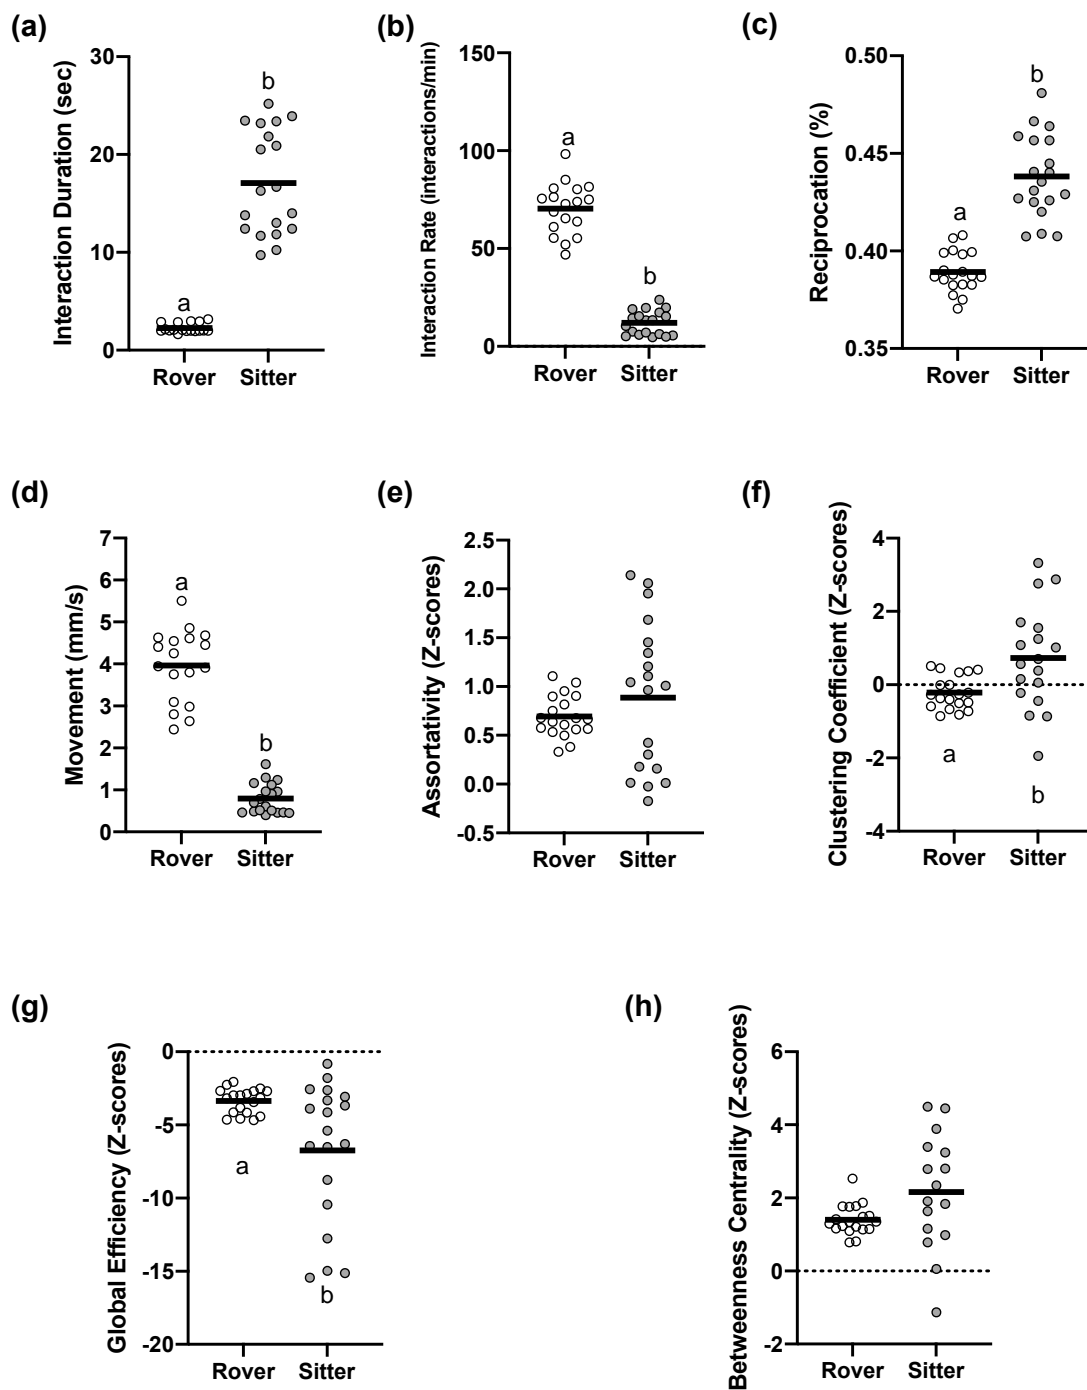 (a)
Interaction Duration (sec)
30
20
10
0
a
b
Rover Sitter
(b)
Interaction Rate (interactions/min)
150
100
50
0
a
b
Rover Sitter
(c)
Reciprocation (%)
0.50
0.45
0.40
0.35
a
b
Rover Sitter
(d)
Movement (mm/s)
7
6
5
4
3
2
1
0
a
b
Rover Sitter
(e)
Assortativity (Z-scores)
2.5
2.0
1.5
1.0
0.5
0.0
-0.5
Rover Sitter
(f)
Clustering Coefficient (Z-scores)
4
2
0
-2
-4
a
b
Rover Sitter
(g)
Global Efficiency (Z-scores)
0
-5
-10
-15
-20
a
b
Rover Sitter
(h)
Betweenness Centrality (Z-scores)
6
4
2
0
-2
Rover Sitter